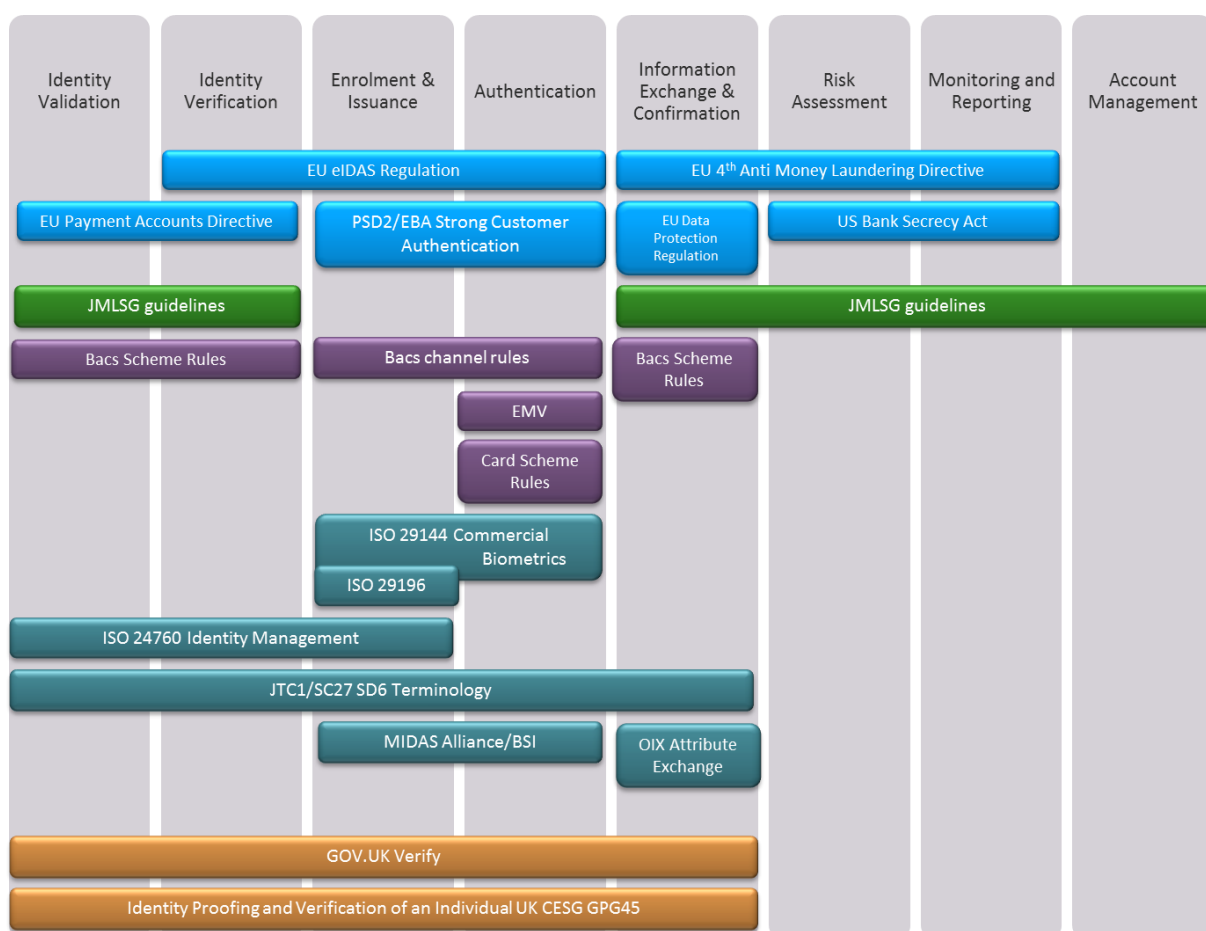 Identity
Validation
Identity
Verification
Enrolment &
Issuance
Authentication
Information
Exchange &
Confirmation
Risk
Assessment
Monitoring and
Reporting
Account
Management
EU eIDAS Regulation
EU 4th Anti Money Laundering Directive
EU Payment Accounts Directive
PSD2/EBA Strong Customer
Authentication
EU Data
Protection
Regulation
US Bank Secrecy Act
JMLSG guidelines
JMLSG guidelines
Bacs Scheme Rules
Bacs channel rules
Bacs Scheme
Rules
EMV
Card Scheme
Rules
ISO 29144 Commercial
Biometrics
ISO 29196
ISO 24760 Identity Management
JTC1/SC27 SD6 Terminology
MIDAS Alliance/BSI
OIX Attribute
Exchange
GOV.UK Verify
Identity Proofing and Verification of an Individual UK CESG GPG45